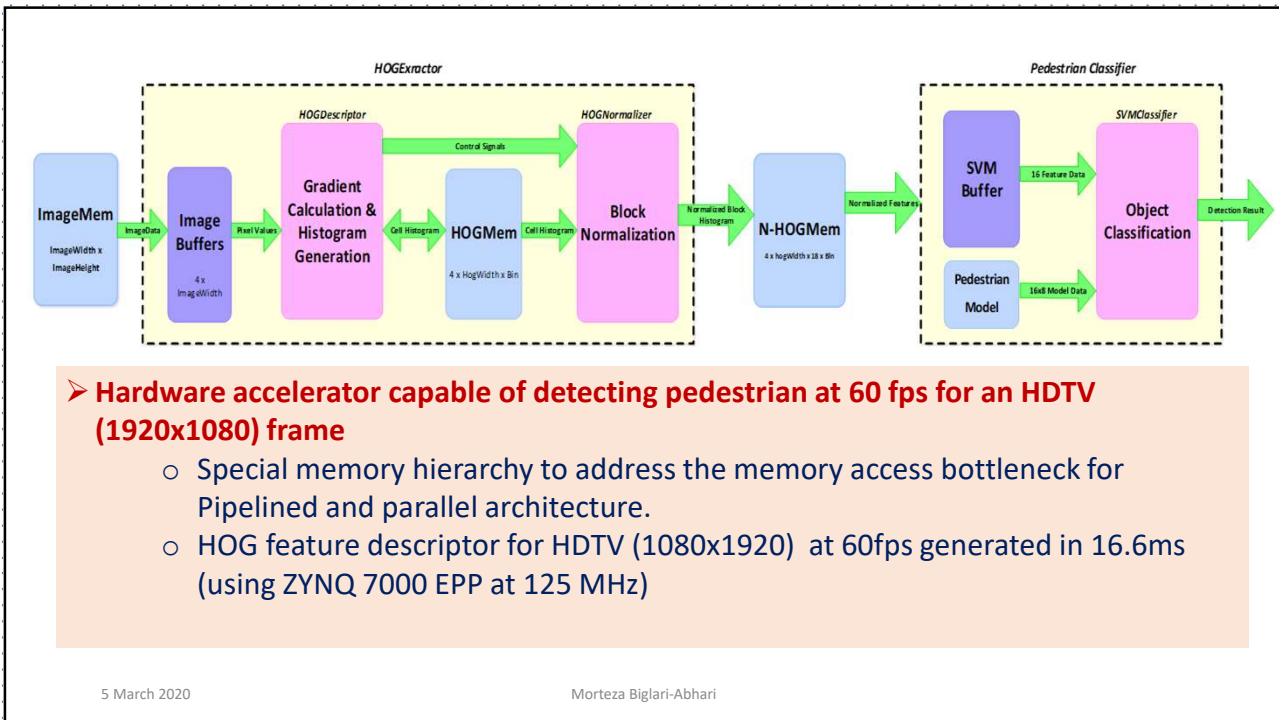 HOGExractor
Pedestrian Classifier
HOGDescriptor
HOGNormalizer
SVMClassifier
ImageMem
ImageWidth x
ImageHeight
ImageData
Image
Buffers
4 x
ImageWidth
Pixel Values
Gradient
Calculation &
Histogram
Generation
Control Signals
Cell Histogram
HOGMem
4 x HogWidth x Bin
Cell Histogram
Block
Normalization
Normalized Block
Histogram
N-HOGMem
4 x hogWidth x 18 x Bin
Normalized Features
SVM
Buffer
16 Feature Data
Pedestrian
Model
16x8 Model Data
Object
Classification
Detection Result
➢ Hardware accelerator capable of detecting pedestrian at 60 fps for an HDTV
(1920x1080) frame
o Special memory hierarchy to address the memory access bottleneck for
Pipelined and parallel architecture.
o HOG feature descriptor for HDTV (1080x1920) at 60fps generated in 16.6ms
(using ZYNQ 7000 EPP at 125 MHz)
5 March 2020
Morteza Biglari-Abhari